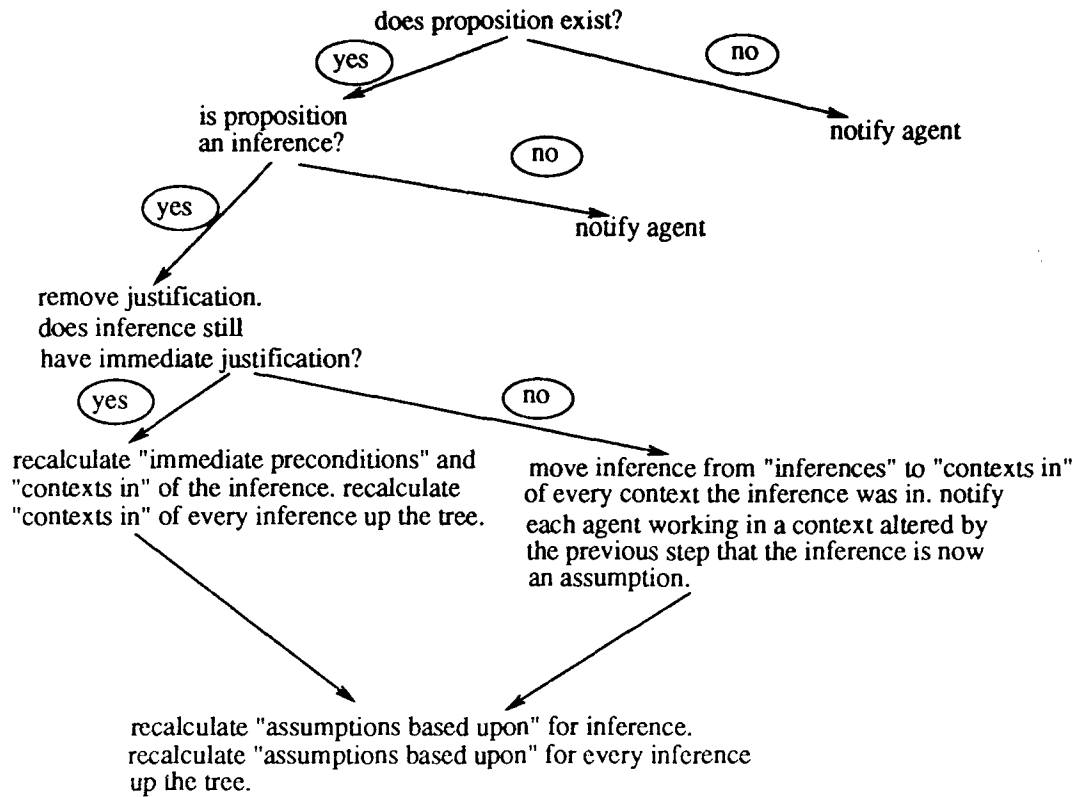 does proposition exist?
yes
no
is proposition
an inference?
notify agent
no
yes
notify agent
remove justification.
does inference still
have immediate justification?
yes
no
recalculate "immediate preconditions" and
"contexts in" of the inference. recalculate
"contexts in" of every inference up the tree.
move inference from "inferences" to "contexts in"
of every context the inference was in. notify
each agent working in a context altered by
the previous step that the inference is now
an assumption.
recalculate "assumptions based upon" for inference.
recalculate "assumptions based upon" for every inference
up the tree.